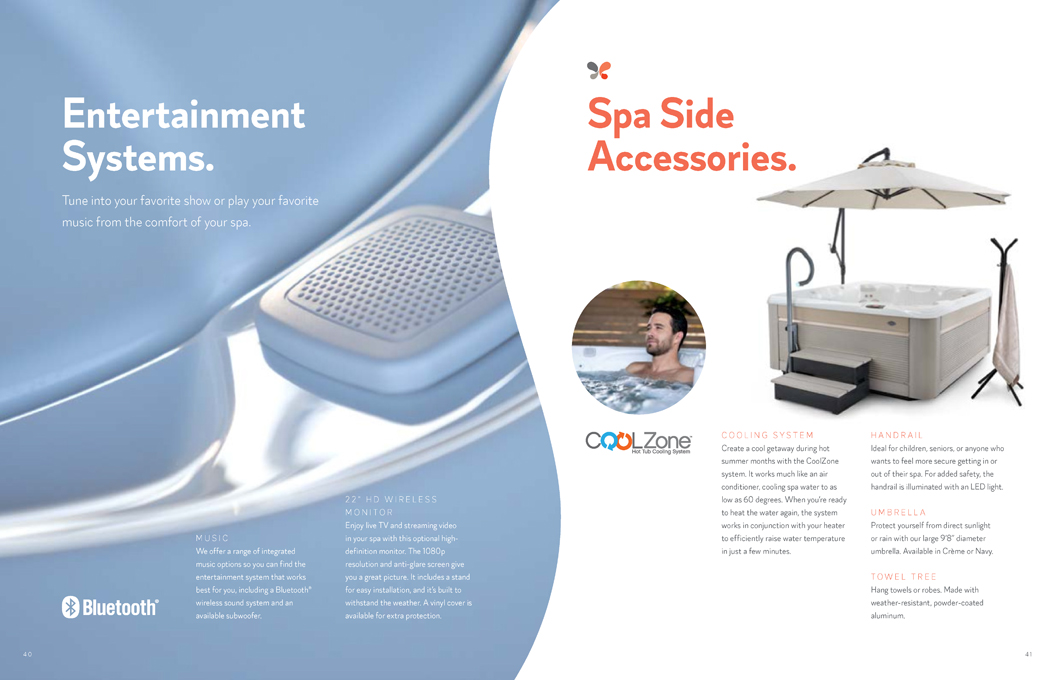 Entertainment
Systems.
Tune into your favorite show or play your favorite
music from the comfort of your spa.
MUSIC
We offer a range of integrated
music options so you can find the
entertainment system that works
best for you, including a Bluetooth®
wireless sound system and an
available subwoofer.
22" HD WIRELESS
MONITOR
Enjoy live TV and streaming video
in your spa with this optional high-
definition monitor. The 1080p
resolution and anti-glare screen give
you a great picture. It includes a stand
for easy installation, and it's built to
withstand the weather. A vinyl cover is
available for extra protection.
Bluetooth®
40
Spa Side
Accessories.
COOLZone™
Hot Tub Cooling System
COOLING SYSTEM
Create a cool getaway during hot
summer months with the CoolZone
system. It works much like an air
conditioner, cooling spa water to as
low as 60 degrees. When you're ready
to heat the water again, the system
works in conjunction with your heater
to efficiently raise water temperature
in just a few minutes.
HANDRAIL
Ideal for children, seniors, or anyone who
wants to feel more secure getting in or
out of their spa. For added safety, the
handrail is illuminated with an LED light.
UMBRELLA
Protect yourself from direct sunlight
or rain with our large 9'8" diameter
umbrella. Available in Crème or Navy.
TOWEL TREE
Hang towels or robes. Made with
weather-resistant, powder-coated
aluminum.
41